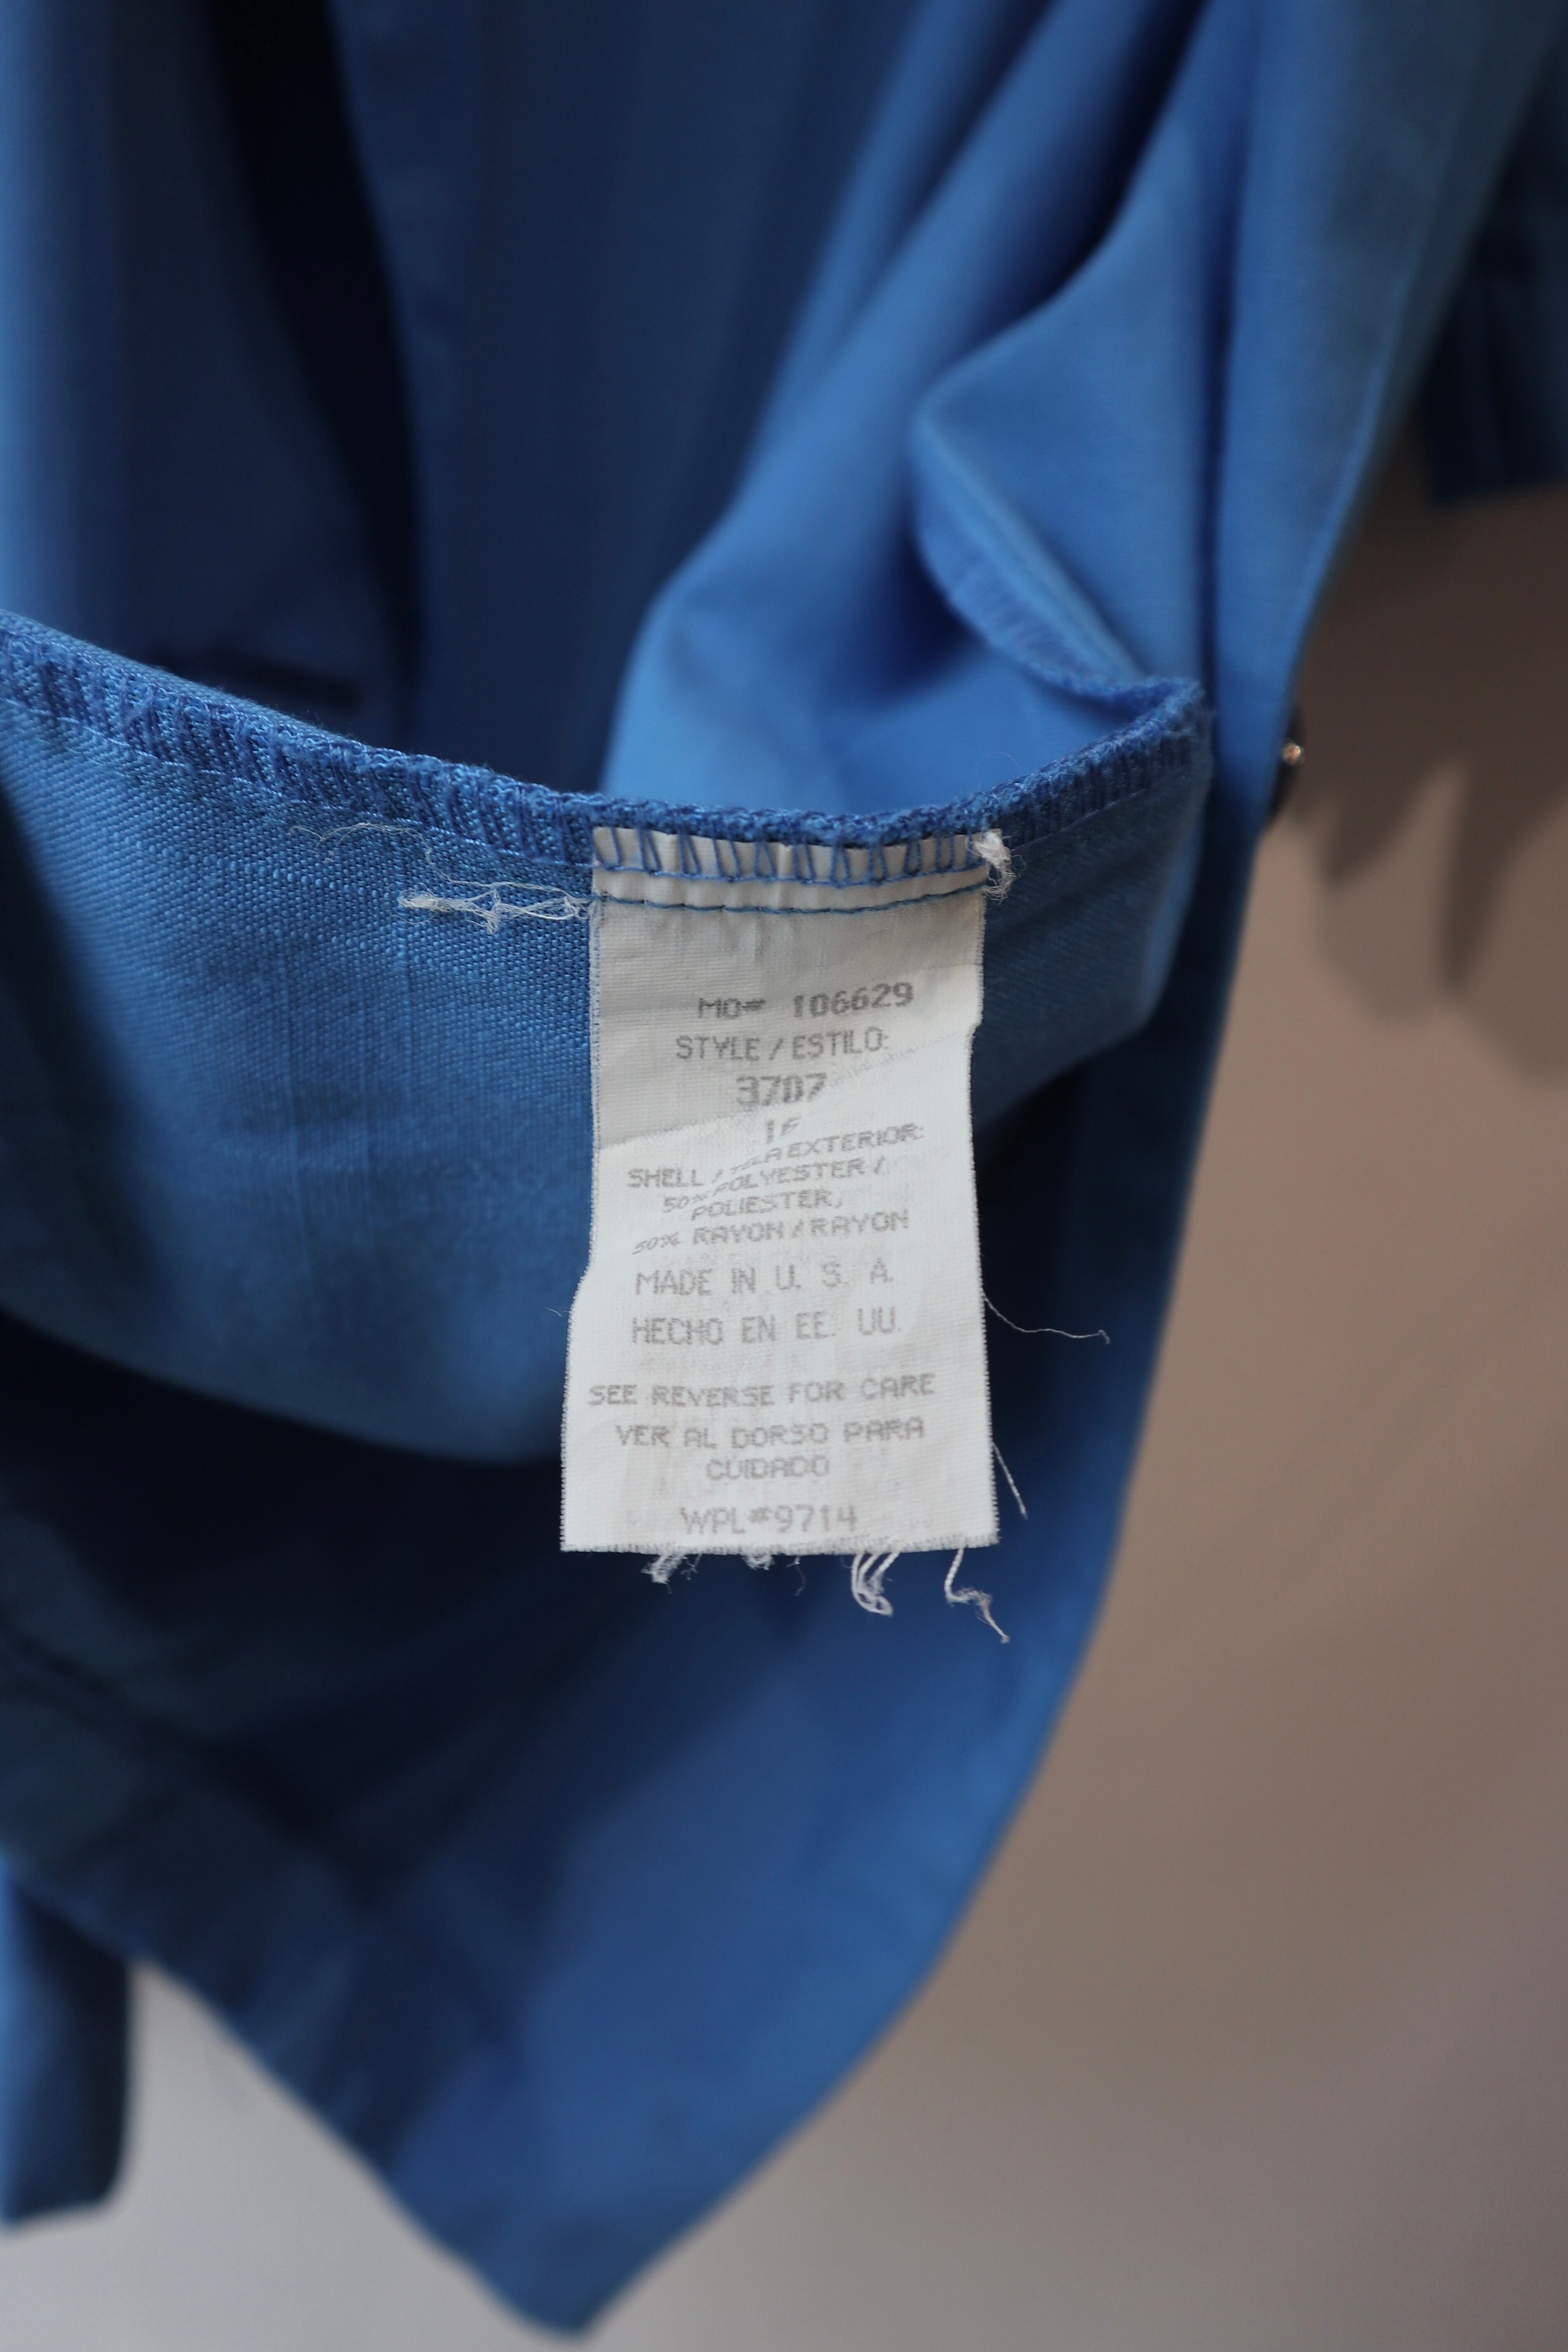 MO# 106629
STYLE / ESTILO:
3707
SHELL / TELA EXTERIOR:
50% POLYESTER /
POLIESTER,
50% RAYON / RAYON
MADE IN U. S. A.
HECHO EN EE. UU.
SEE REVERSE FOR CARE
VER AL DORSO PARA
CUIDADO
WPL#9714